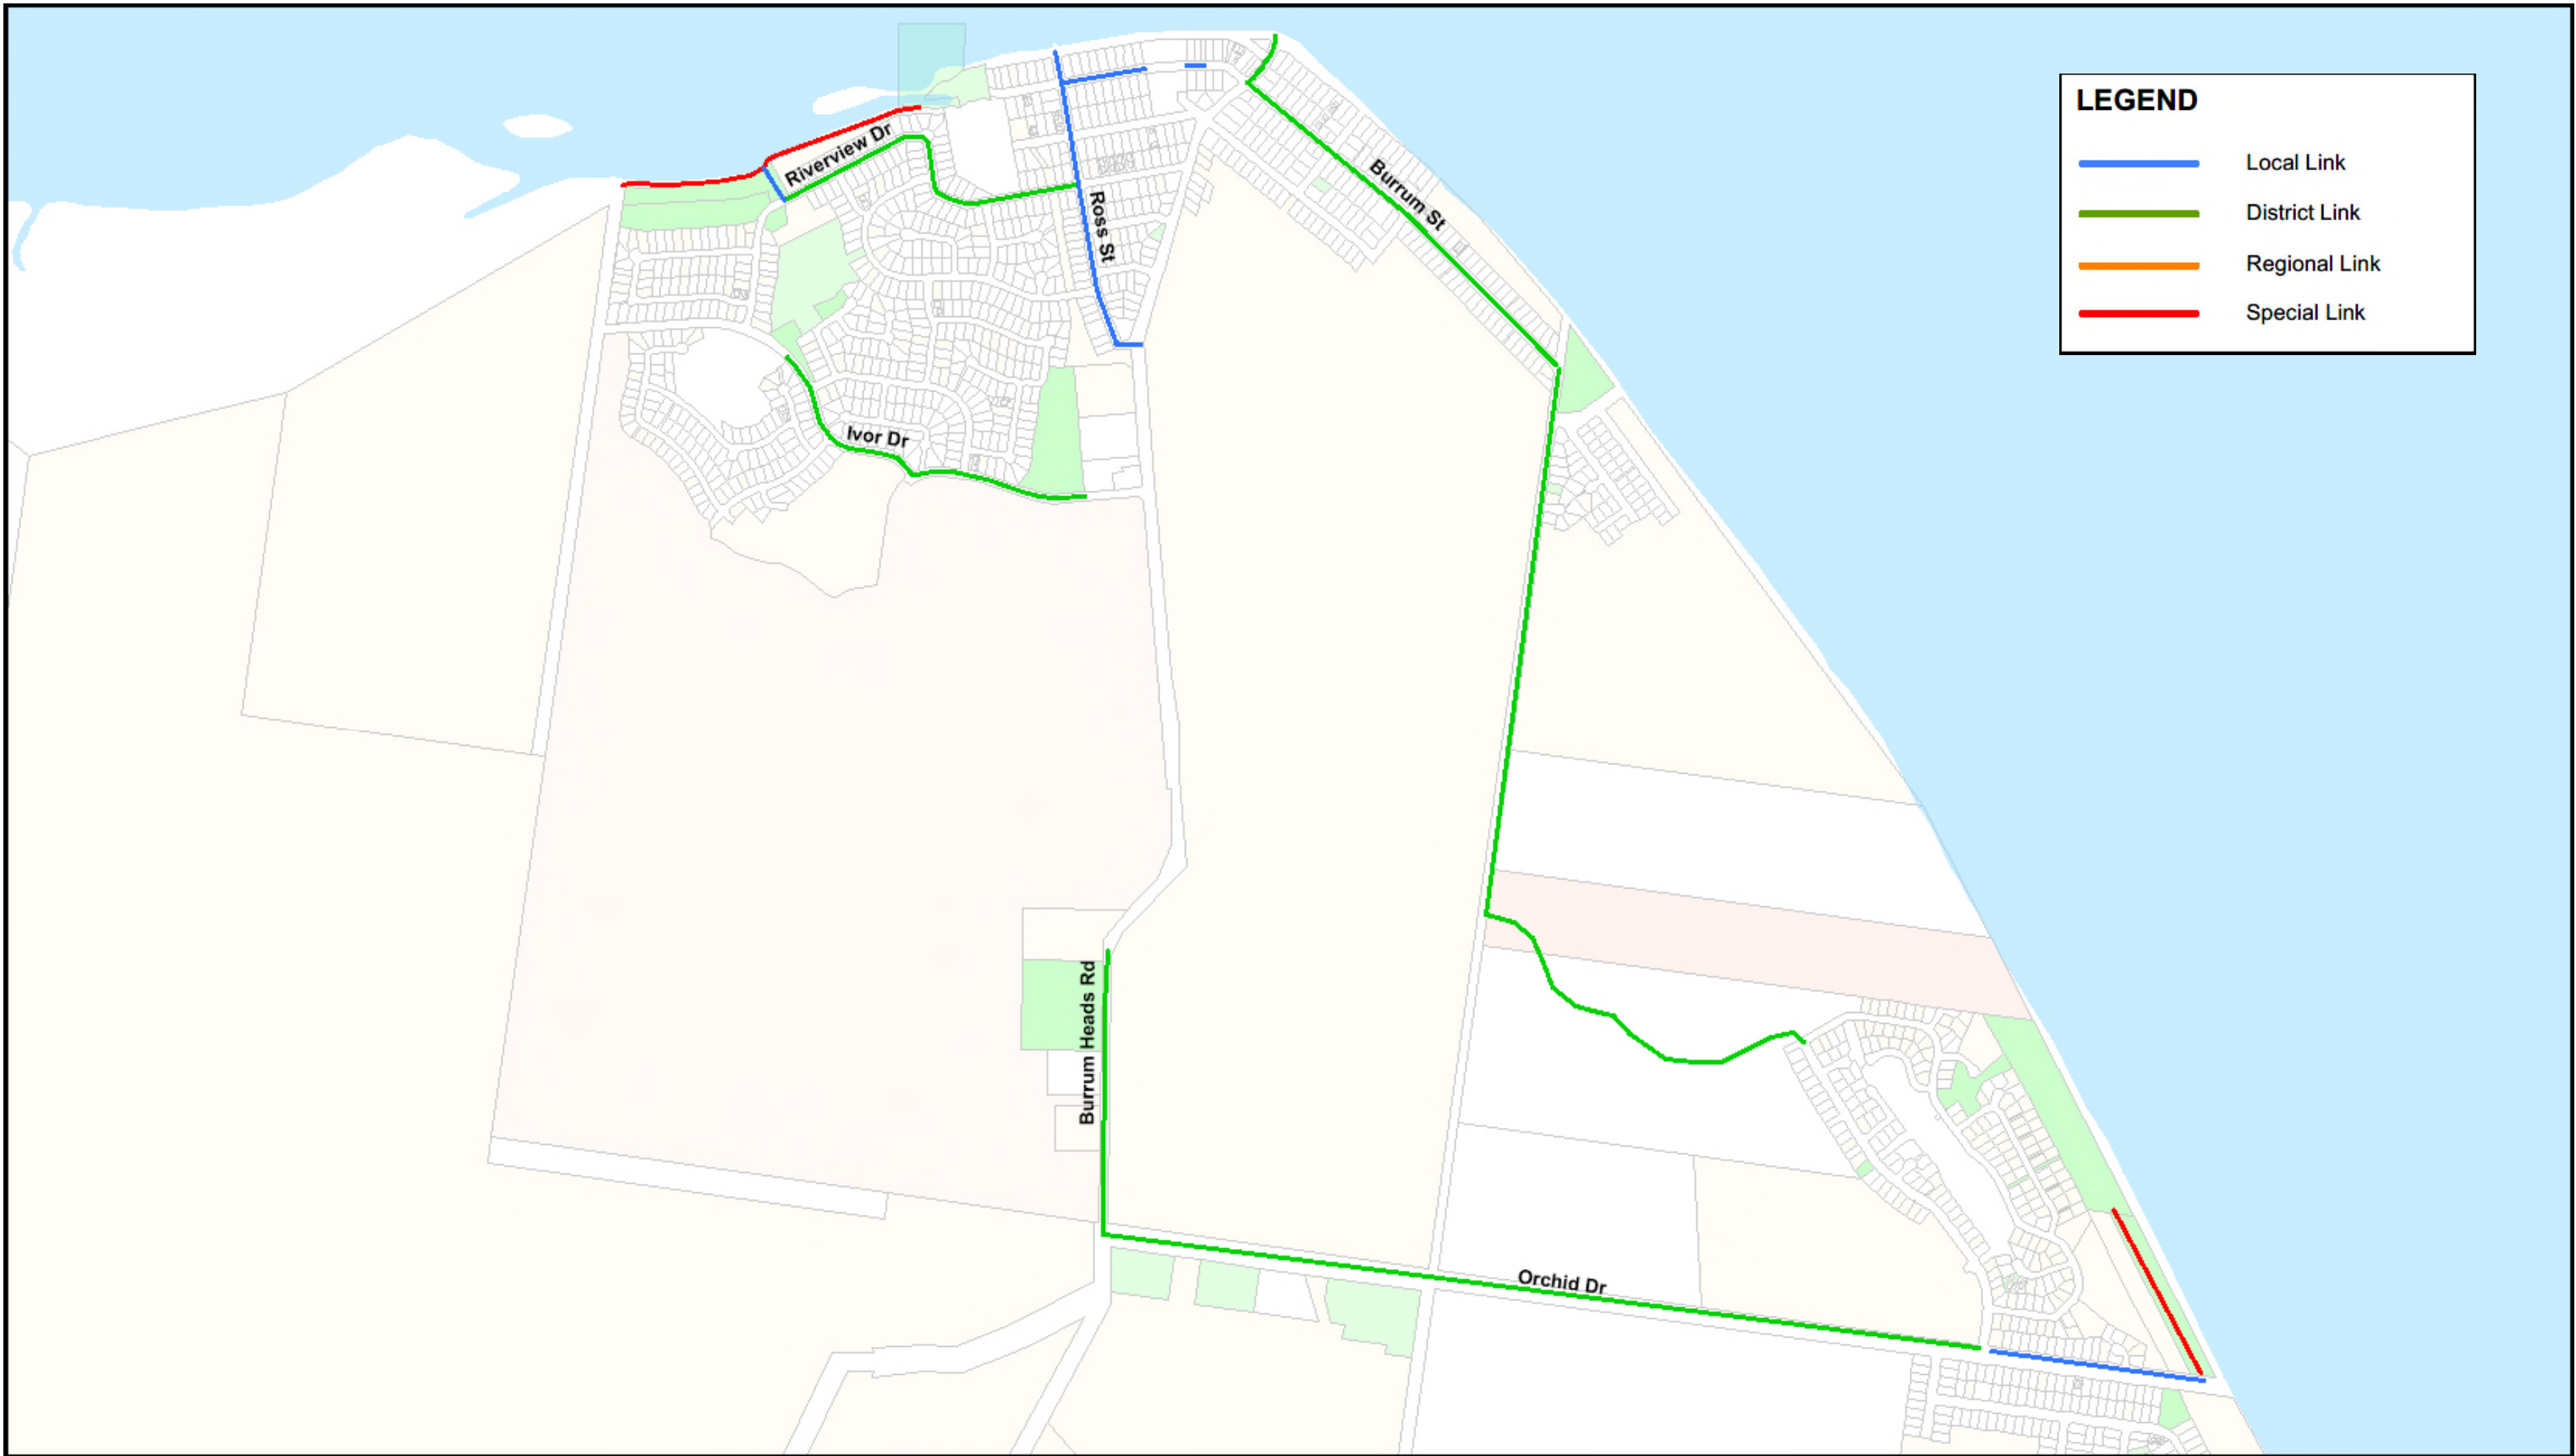 LEGEND
Local Link
District Link
Regional Link
Special Link
Riverview Dr
Ross St
Burrum St
Ivor Dr
Burrum Heads Rd
Orchid Dr